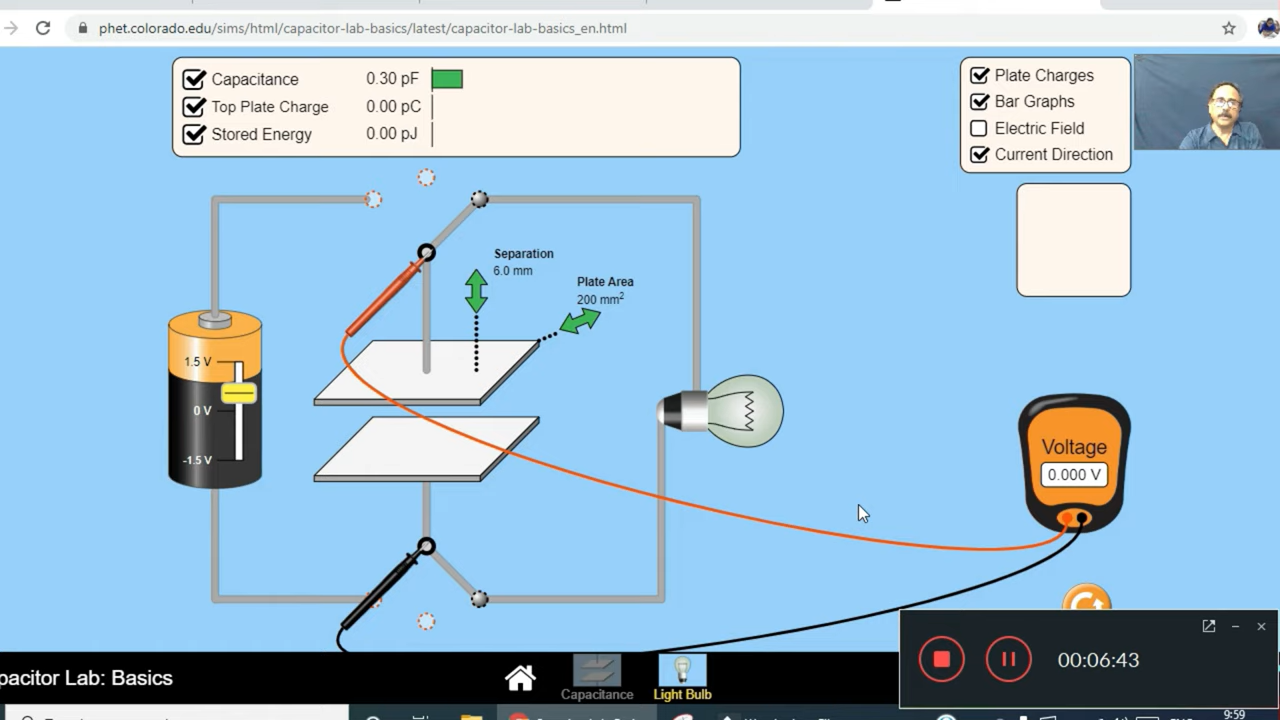 phet.colorado.edu/sims/html/capacitor-lab-basics/latest/capacitor-lab-basics_en.html
Capacitance 0.30 pF
Top Plate Charge 0.00 pC
Stored Energy 0.00 pJ
Plate Charges
Bar Graphs
Electric Field
Current Direction
Separation
6.0 mm
Plate Area
200 mm²
1.5 V
0 V
-1.5 V
Voltage
0.000 V
00:06:43
pacitor Lab: Basics
Capacitance
Light Bulb
9:59